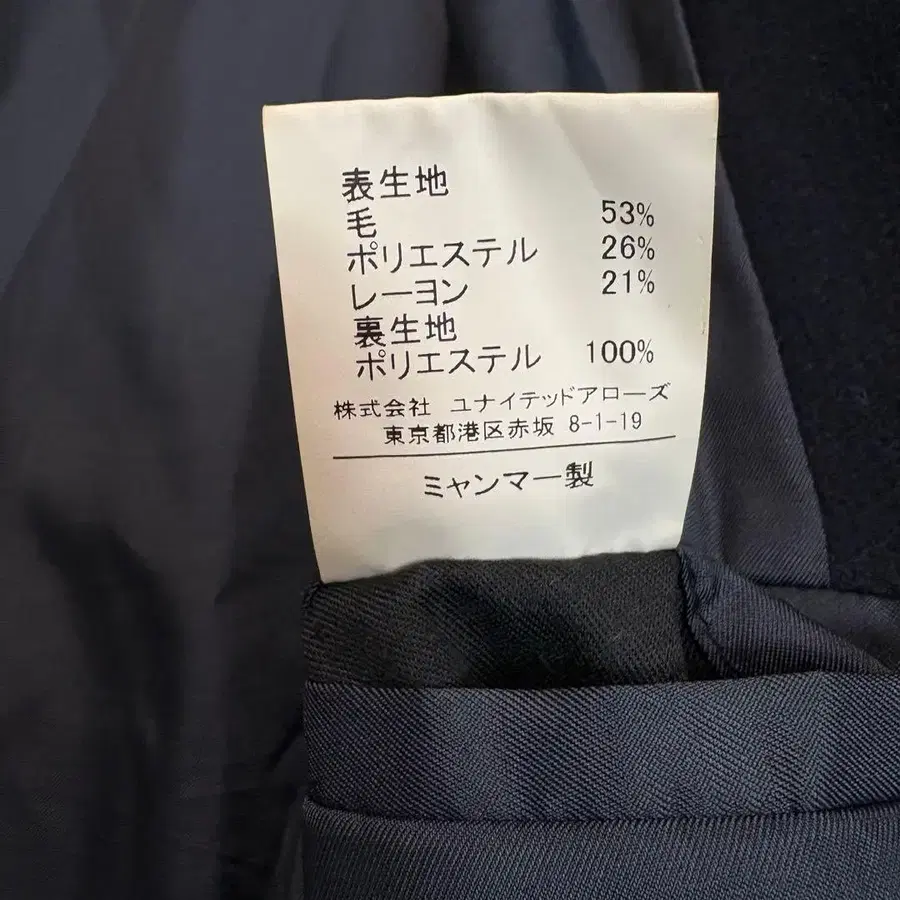 表生地
毛 53%
ポリエステル 26%
レーヨン 21%
裏生地
ポリエステル 100%
株式会社 ユナイテッドアローズ
東京都港区赤坂 8-1-19
ミャンマー製